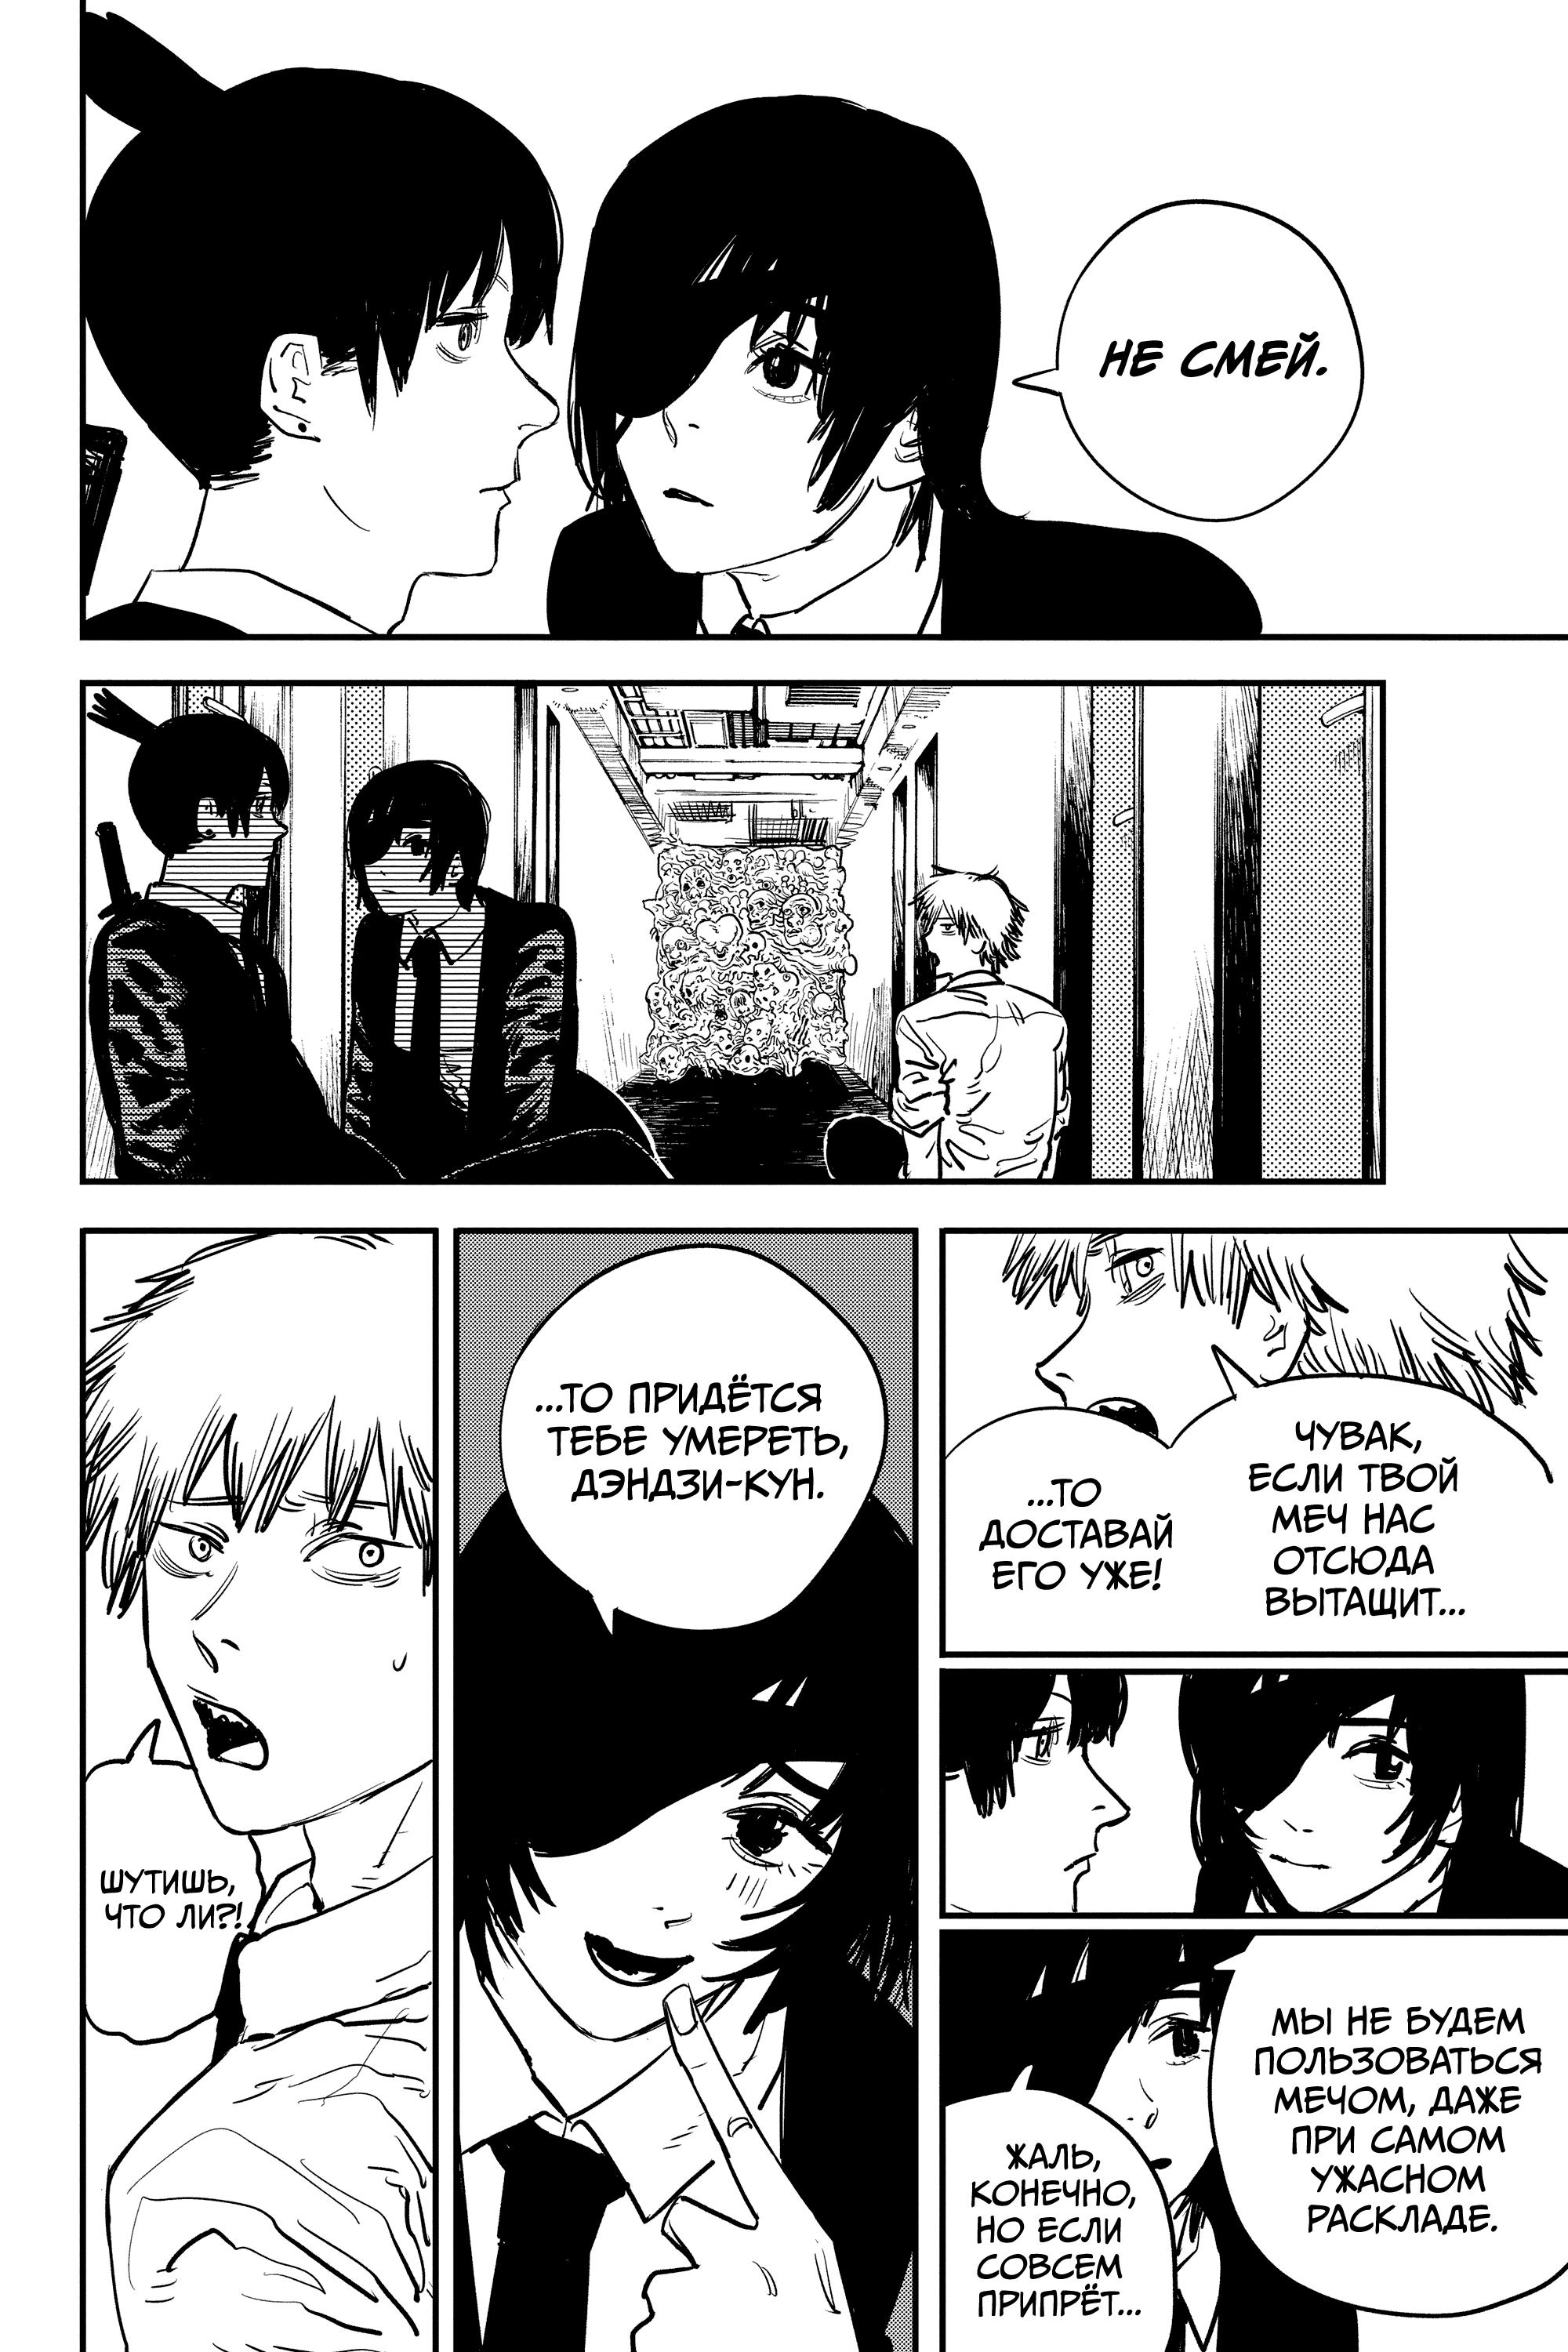 НЕ СМЕЙ.
ЧУВАК,
ЕСЛИ ТВОЙ
МЕЧ НАС
ОТСЮДА
ВЫТАЩИТ...
...ТО
ДОСТАВАЙ
ЕГО УЖЕ!
МЫ НЕ БУДЕМ
ПОЛЬЗОВАТЬСЯ
МЕЧОМ, ДАЖЕ
ПРИ САМОМ
УЖАСНОМ
РАСКЛАДЕ.
ЖАЛЬ,
КОНЕЧНО,
НО ЕСЛИ
СОВСЕМ
ПРИПРЁТ...
...ТО ПРИДЁТСЯ
ТЕБЕ УМЕРЕТЬ,
ДЭНДЗИ-КУН.
ШУТИШЬ,
ЧТО ЛИ?!